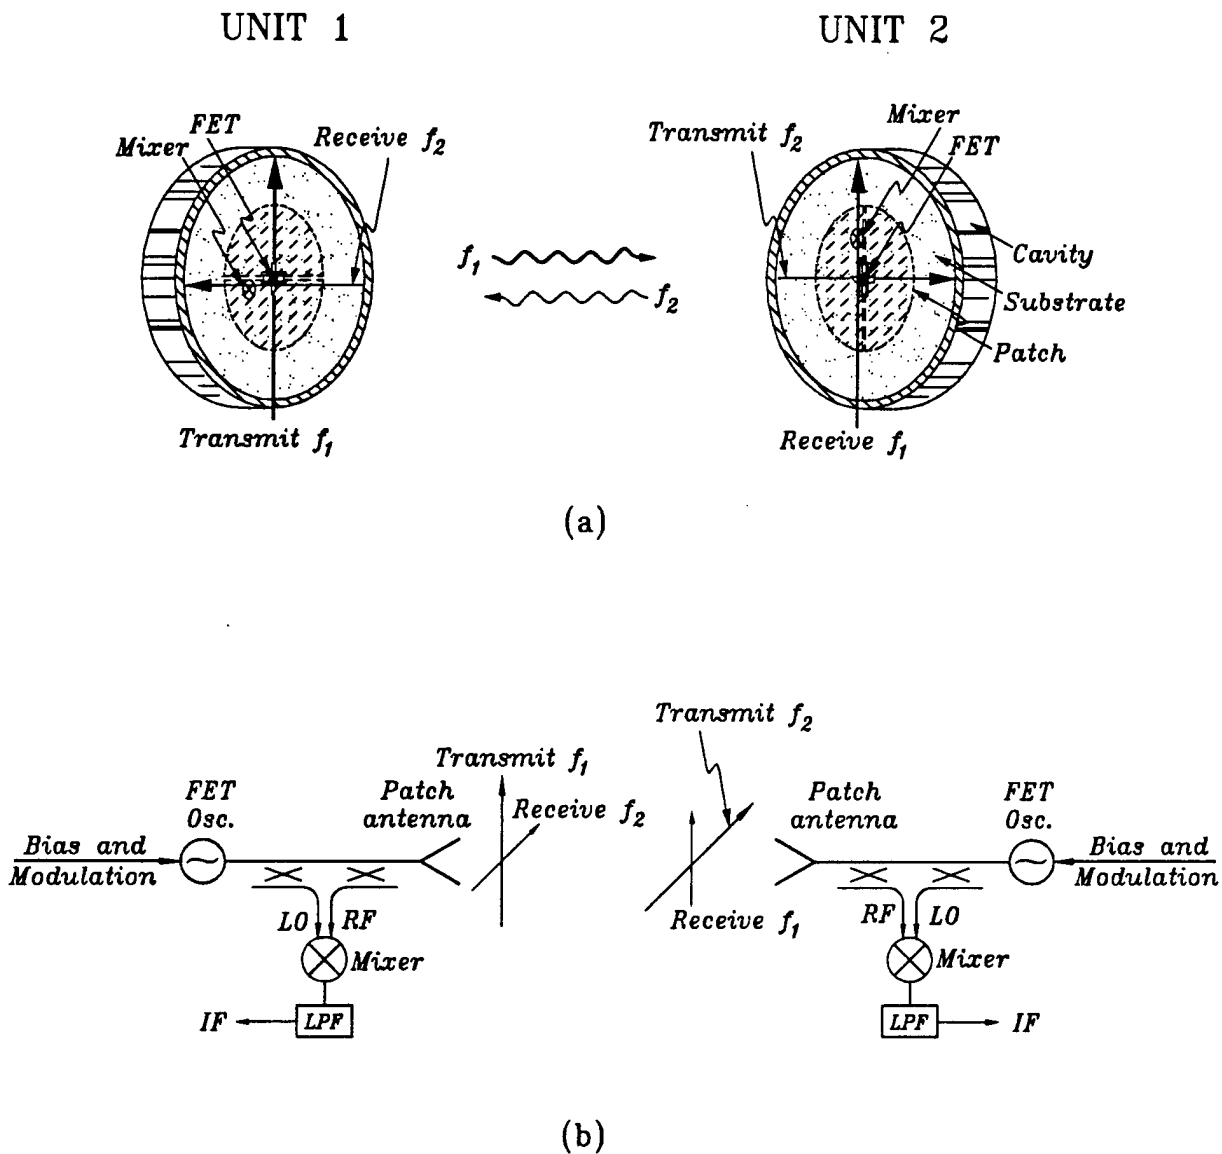 UNIT 1
UNIT 2
FET
Mixer
Receive f2
Transmit f1
f1
f2
Mixer
Transmit f2
FET
Cavity
Substrate
Patch
Receive f1
(a)
Transmit f2
Transmit f1
Receive f2
FET
Osc.
Patch
antenna
Bias and
Modulation
LO
RF
Mixer
LPF
IF
Receive f1
Patch
antenna
FET
Osc.
Bias and
Modulation
RF
LO
Mixer
LPF
IF
(b)